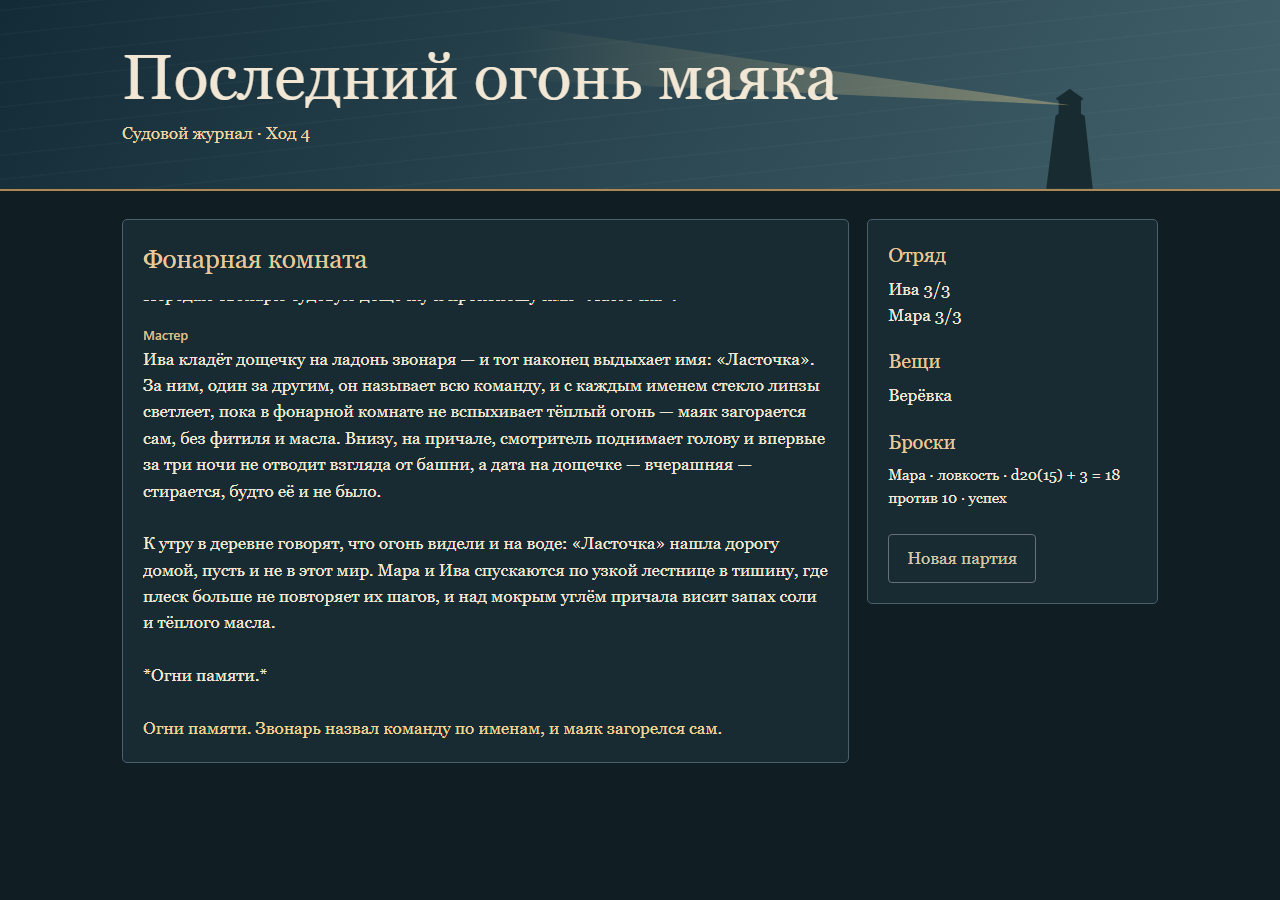 Последний огонь маяка
Судовой журнал · Ход 4
Фонарная комната
Мастер
Ива кладёт дощечку на ладонь звонаря — и тот наконец выдыхает имя: «Ласточка».
За ним, один за другим, он называет всю команду, и с каждым именем стекло линзы
светлеет, пока в фонарной комнате не вспыхивает тёплый огонь — маяк загорается
сам, без фитиля и масла. Внизу, на причале, смотритель поднимает голову и впервые
за три ночи не отводит взгляда от башни, а дата на дощечке — вчерашняя —
стирается, будто её и не было.
К утру в деревне говорят, что огонь видели и на воде: «Ласточка» нашла дорогу
домой, пусть и не в этот мир. Мара и Ива спускаются по узкой лестнице в тишину, где
плеск больше не повторяет их шагов, и над мокрым углём причала висит запах соли
и тёплого масла.
*Огни памяти.*
Огни памяти. Звонарь назвал команду по именам, и маяк загорелся сам.
Отряд
Ива 3/3
Мара 3/3
Вещи
Верёвка
Броски
Мара · ловкость · d20(15) + 3 = 18
против 10 · успех
Новая партия